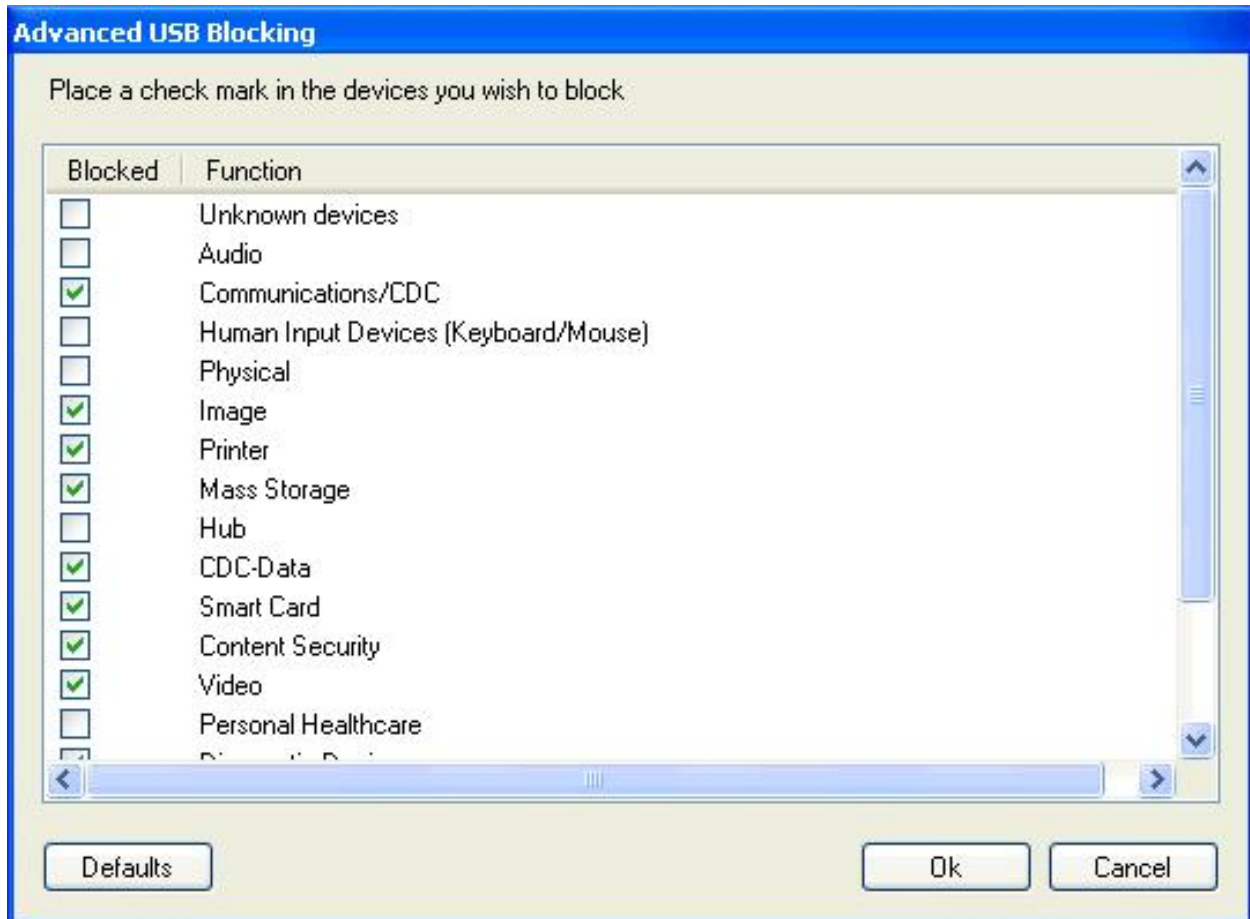 Advanced USB Blocking
Place a check mark in the devices you wish to block
Blocked Function
Unknown devices
Audio
Communications/CDC
Human Input Devices (Keyboard/Mouse)
Physical
Image
Printer
Mass Storage
Hub
CDC-Data
Smart Card
Content Security
Video
Personal Healthcare
Defaults Ok Cancel